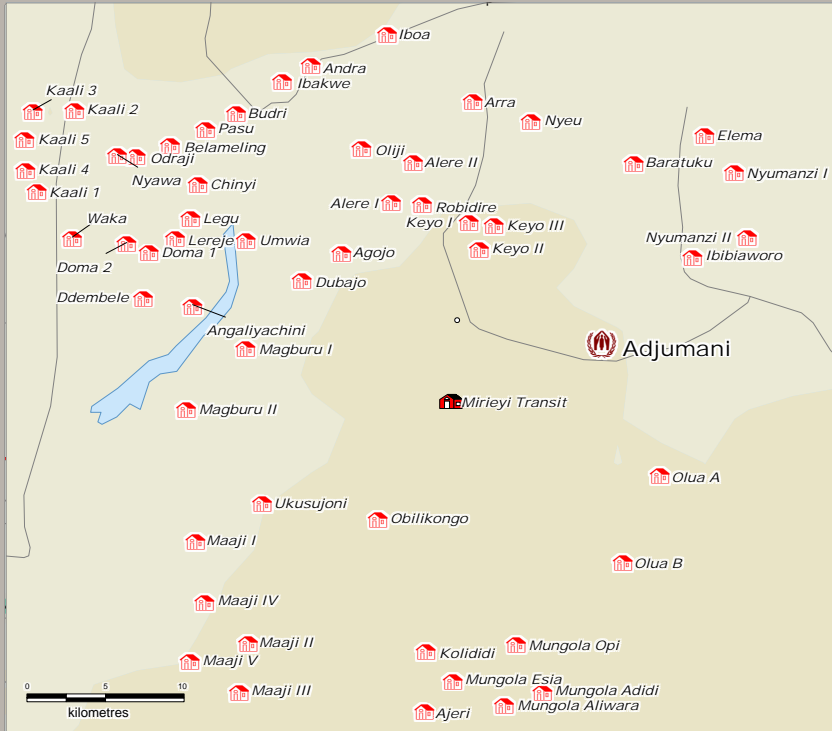 Iboa
Andra
Ibakwe
Kaali 3
Kaali 2
Budri
Arra
Nyeu
Pasu
Elema
Kaali 5
Belameling
Oliji
Odraji
Alere II
Baratuku
Kaali 4
Nyawa
Chinyi
Nyumanzi I
Kaali 1
Alere I
Robidire
Waka
Legu
Keyo I
Keyo III
Lereje
Umwia
Nyumanzi II
Doma 1
Agojo
Keyo II
Ibibiaworo
Doma 2
Dubajo
Ddembele
Angaliyachini
Magburu I
Adjumani
Mirieyi Transit
Magburu II
Olua A
Ukusujoni
Obilikongo
Maaji I
Olua B
Maaji IV
Maaji II
Mungola Opi
Kolididi
Maaji V
Mungola Esia
Maaji III
Mungola Adidi
Mungola Aliwara
Ajeri
0 5 10
kilometres